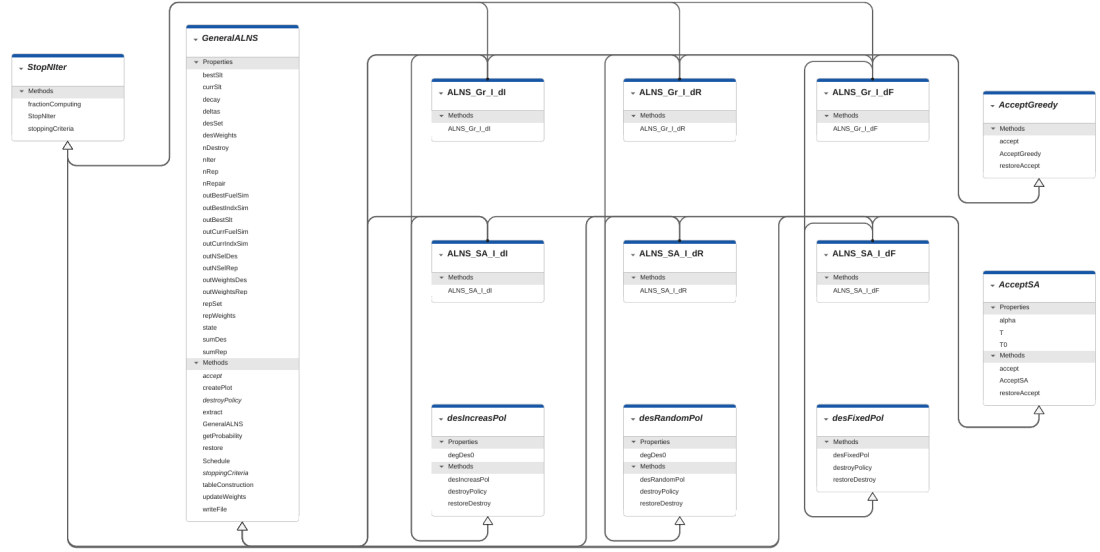 StopNIter
Methods
fractionComputing
StopNIter
stoppingCriteria
GeneralALNS
Properties
bestSlt
currSlt
decay
deltas
desSet
desWeights
nDestroy
nIter
nRep
nRepair
outBestFuelSim
outBestIndxSim
outBestSlt
outCurrFuelSim
outCurrIndxSim
outNSelDes
outNSelRep
outWeightsDes
outWeightsRep
repSet
repWeights
state
sumDes
sumRep
Methods
accept
createPlot
destroyPolicy
extract
GeneralALNS
getProbability
restore
Schedule
stoppingCriteria
tableConstruction
updateWeights
writeFile
ALNS_Gr_I_dI
Methods
ALNS_Gr_I_dI
ALNS_Gr_I_dR
Methods
ALNS_Gr_I_dR
ALNS_Gr_I_dF
Methods
ALNS_Gr_I_dF
AcceptGreedy
Methods
accept
AcceptGreedy
restoreAccept
ALNS_SA_I_dI
Methods
ALNS_SA_I_dI
ALNS_SA_I_dR
Methods
ALNS_SA_I_dR
ALNS_SA_I_dF
Methods
ALNS_SA_I_dF
AcceptSA
Properties
alpha
T
T0
Methods
accept
AcceptSA
restoreAccept
desIncreasPol
Properties
degDes0
Methods
desIncreasPol
destroyPolicy
restoreDestroy
desRandomPol
Properties
degDes0
Methods
desRandomPol
destroyPolicy
restoreDestroy
desFixedPol
Methods
desFixedPol
destroyPolicy
restoreDestroy